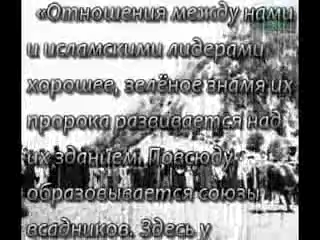 «Отношения между нами
и исламскими лидерами
хорошее, зелёное знамя их
пророка развивается над
их зданием. Повсюду
образовывается союзы
всадников. Здесь у